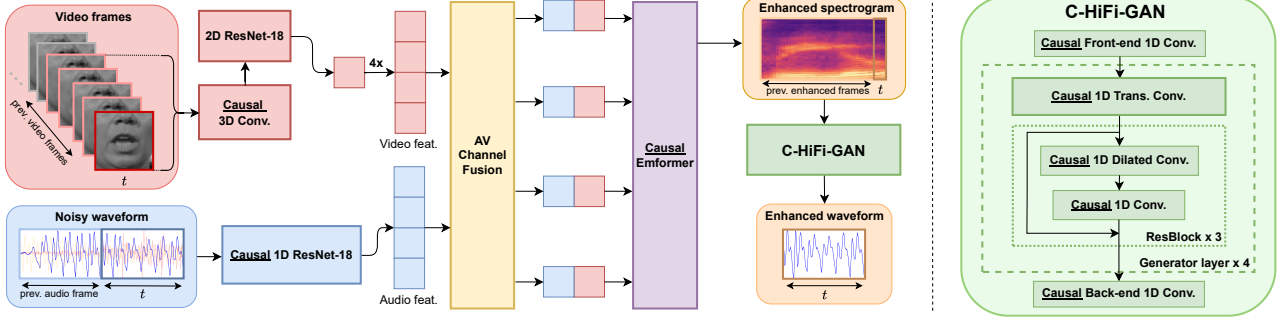 Video frames
prev. video frames
t
2D ResNet-18
Causal
3D Conv.
4x
Video feat.
Noisy waveform
prev. audio frame
t
Causal 1D ResNet-18
Audio feat.
AV
Channel
Fusion
Causal
Emformer
Enhanced spectrogram
prev. enhanced frames
t
C-HiFi-GAN
Enhanced waveform
t
C-HiFi-GAN
Causal Front-end 1D Conv.
Causal 1D Trans. Conv.
Causal 1D Dilated Conv.
Causal 1D Conv.
ResBlock x 3
Generator layer x 4
Causal Back-end 1D Conv.